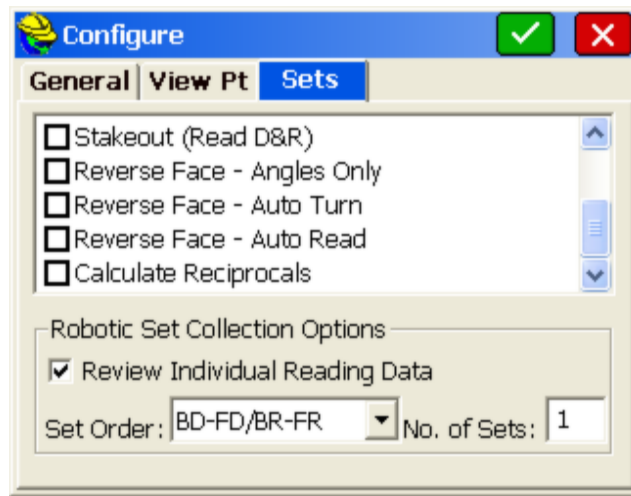 Configure
General View Pt Sets
Stakeout (Read D&R)
Reverse Face - Angles Only
Reverse Face - Auto Turn
Reverse Face - Auto Read
Calculate Reciprocals
Robotic Set Collection Options
Review Individual Reading Data
Set Order: BD-FD/BR-FR No. of Sets: 1